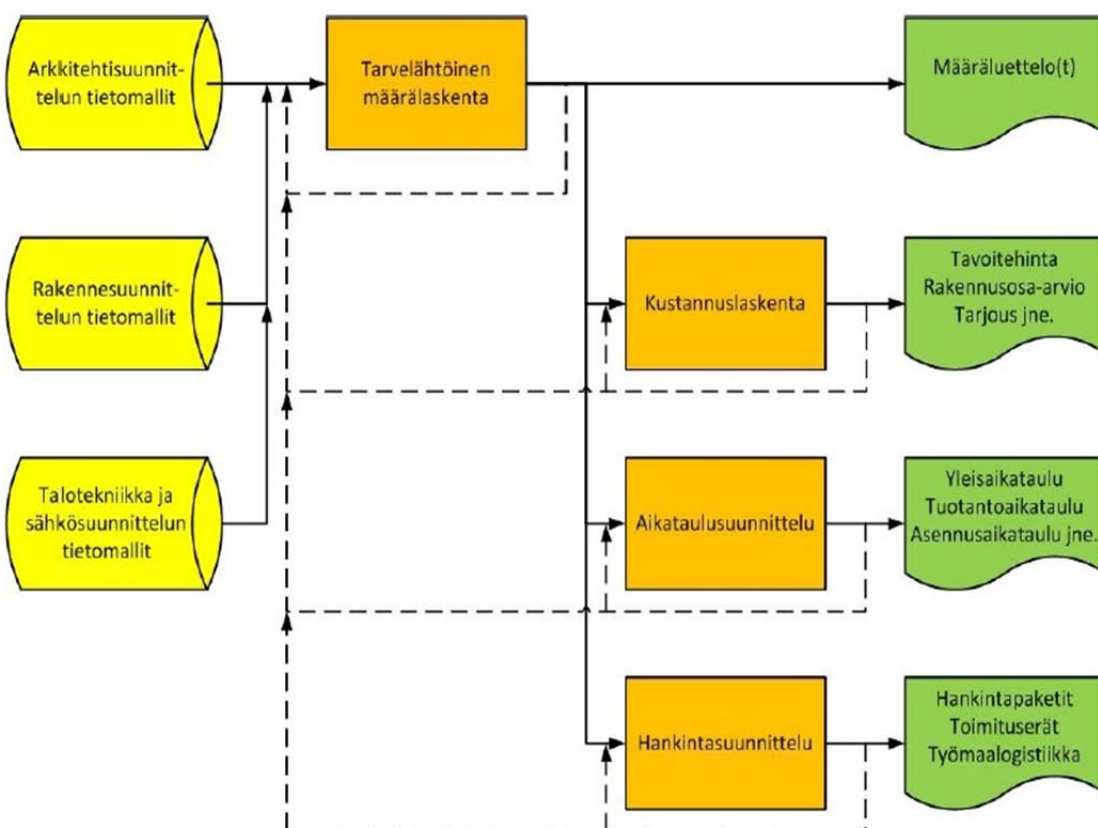 Arkkitehtisuunnit-
telun tietomallit
Tarvelähtöinen
määrälaskenta
Määräluettelo(t)
Rakennesuunnit-
telun tietomallit
Kustannuslaskenta
Tavoitehinta
Rakennusosa-arvio
Tarjous jne.
Talotekniikka ja
sähkösuunnittelun
tietomallit
Aikataulusuunnittelu
Yleisaikataulu
Tuotantoaikataulu
Asennusaikataulu jne.
Hankintasuunnittelu
Hankintapaketit
Toimituserät
Työmaalogistiikka